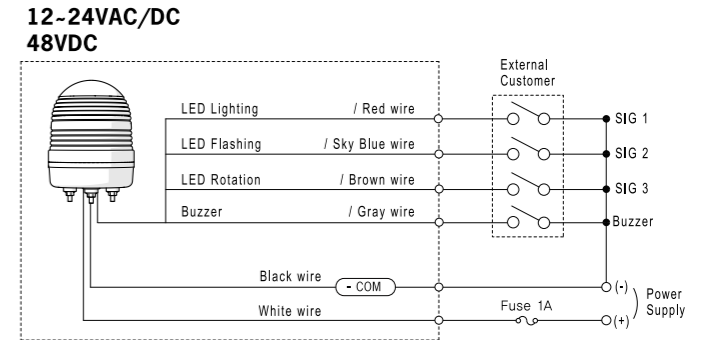 12~24VAC/DC
48VDC
External
Customer
LED Lighting / Red wire
SIG 1
LED Flashing / Sky Blue wire
SIG 2
LED Rotation / Brown wire
SIG 3
Buzzer / Gray wire
Buzzer
Black wire
- COM
(-)
Power
Supply
White wire
Fuse 1A
(+)